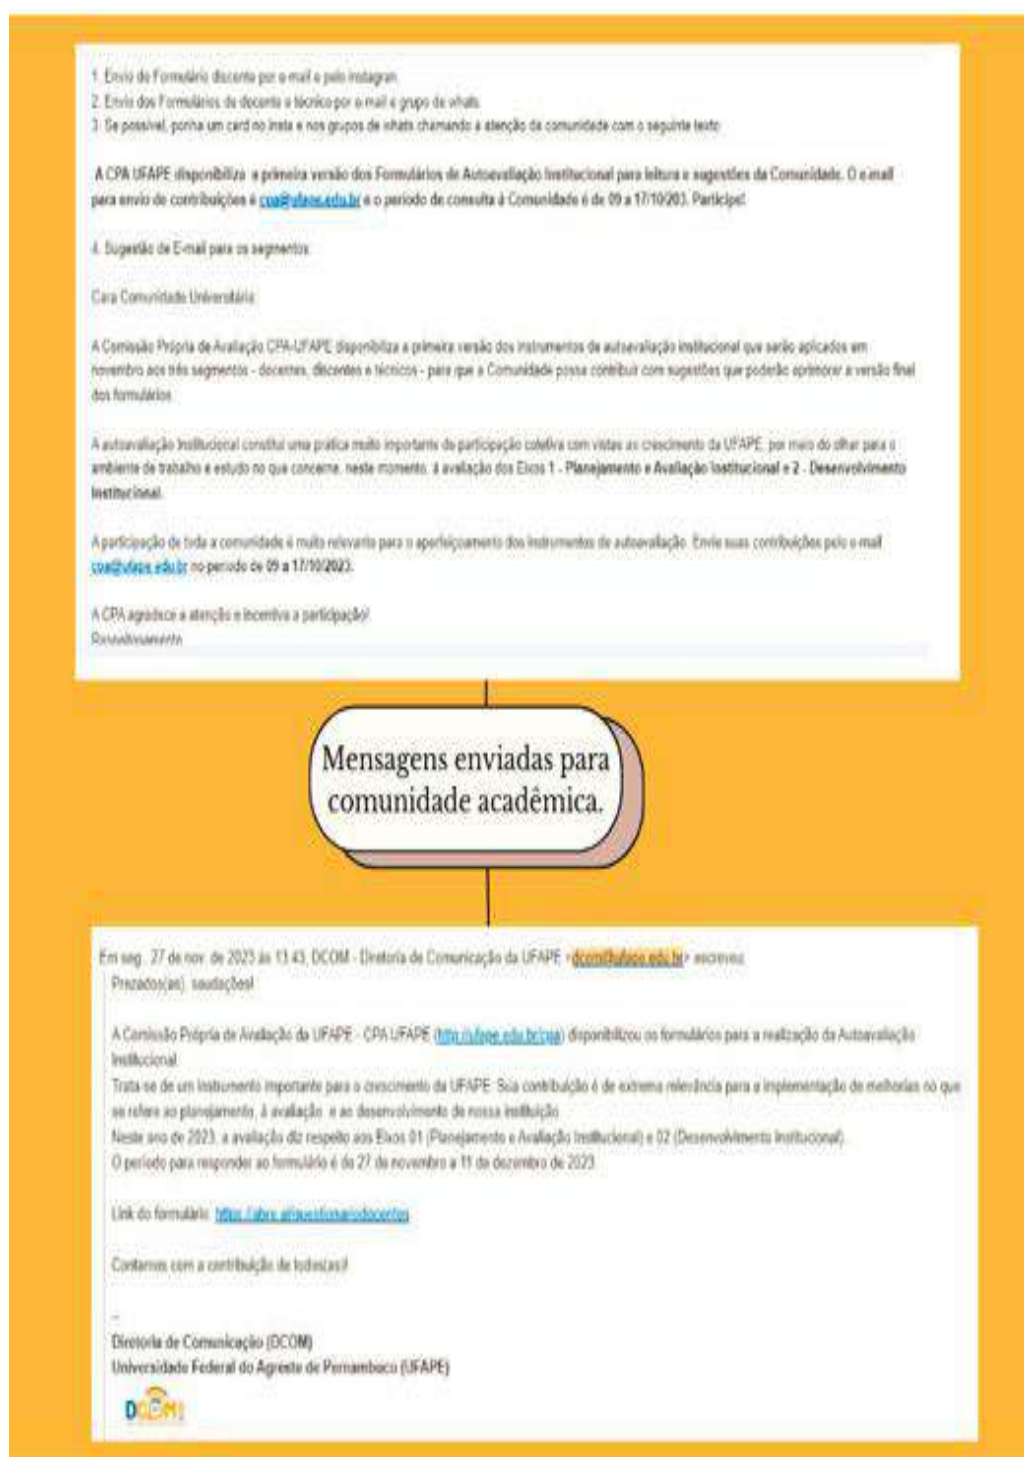 1. Envio do Formulário discente por e-mail e pelo instagran.
2. Envio dos Formulários de docente e técnico por e-mail e grupo de whats.
3. Se possível, ponha um card no insta e nos grupos de whats chamando a atenção da comunidade com o seguinte texto:
A CPA UFAPE disponibiliza a primeira versão dos Formulários de Autoavaliação Institucional para leitura e sugestões da Comunidade. O e-mail
para envio de contribuições é cpa@ufape.edu.br e o período de consulta à Comunidade é de 09 a 17/10/203. Participe!
4. Sugestão de E-mail para os segmentos:
Cara Comunidade Universitária
A Comissão Própria de Avaliação CPA-UFAPE disponibiliza a primeira versão dos instrumentos de autoavaliação institucional que serão aplicados em
novembro aos três segmentos - docentes, discentes e técnicos - para que a Comunidade possa contribuir com sugestões que poderão aprimorar a versão final
dos formulários.
A autoavaliação Institucional constitui uma prática muito importante de participação coletiva com vistas ao crescimento da UFAPE, por meio do olhar para o
ambiente de trabalho e estudo no que concerne, neste momento, à avaliação dos Eixos 1 - Planejamento e Avaliação Institucional e 2 - Desenvolvimento
Institucional.
A participação de toda a comunidade é muito relevante para o aperfeiçoamento dos instrumentos de autoavaliação. Envie suas contribuições pelo e-mail
cpa@ufape.edu.br no período de 09 a 17/10/2023.
A CPA agradece a atenção e incentiva a participação!
Respeitosamente
Mensagens enviadas para
comunidade acadêmica.
Em seg., 27 de nov. de 2023 às 13:43, DCOM - Diretoria de Comunicação da UFAPE <dcom@ufape.edu.br> escreveu:
Prezados(as), saudações!
A Comissão Própria de Avaliação da UFAPE - CPA UFAPE (http://ufape.edu.br/cpa) disponibilizou os formulários para a realização da Autoavaliação
Institucional.
Trata-se de um instrumento importante para o crescimento da UFAPE. Sua contribuição é de extrema relevância para a implementação de melhorias no que
se refere ao planejamento, à avaliação e ao desenvolvimento de nossa instituição.
Neste ano de 2023, a avaliação diz respeito aos Eixos 01 (Planejamento e Avaliação Institucional) e 02 (Desenvolvimento Institucional).
O período para responder ao formulário é de 27 de novembro a 11 de dezembro de 2023.
Link do formulário: https://abre.ai/questionariodocentes
Contamos com a contribuição de todos(as)!
--
Diretoria de Comunicação (DCOM)
Universidade Federal do Agreste de Pernambuco (UFAPE)
DCOM